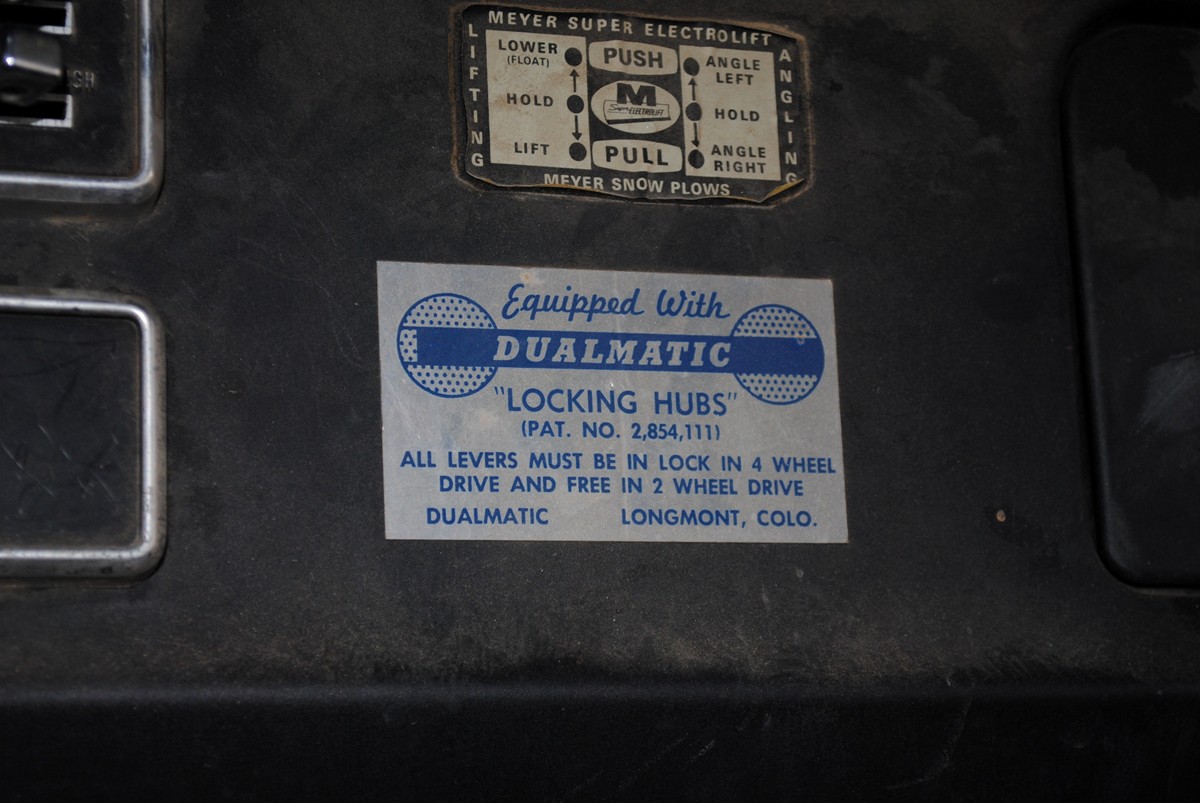 MEYER SUPER ELECTROLIFT
LIFTING
LOWER
(FLOAT)
HOLD
LIFT
PUSH
M
PULL
ANGLE
LEFT
HOLD
ANGLE
RIGHT
ANGLING
MEYER SNOW PLOWS
Equipped With
DUALMATIC
"LOCKING HUBS"
(PAT. NO. 2,854,111)
ALL LEVERS MUST BE IN LOCK IN 4 WHEEL
DRIVE AND FREE IN 2 WHEEL DRIVE
DUALMATIC LONGMONT, COLO.